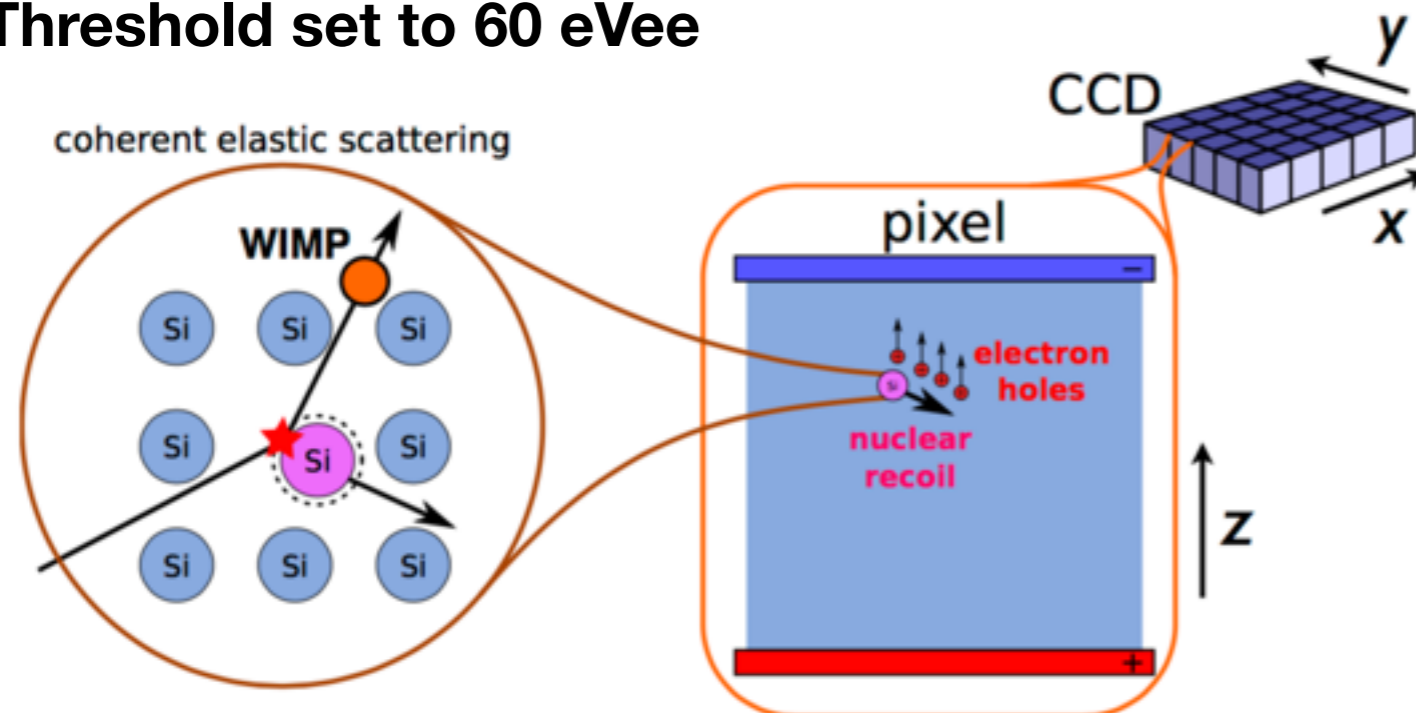 Threshold set to 60 eVee
y
CCD
coherent elastic scattering
x
pixel
WIMP
−
Si Si Si
electron
holes
Si
nuclear
recoil
Si Si Si
z
Si Si Si
+